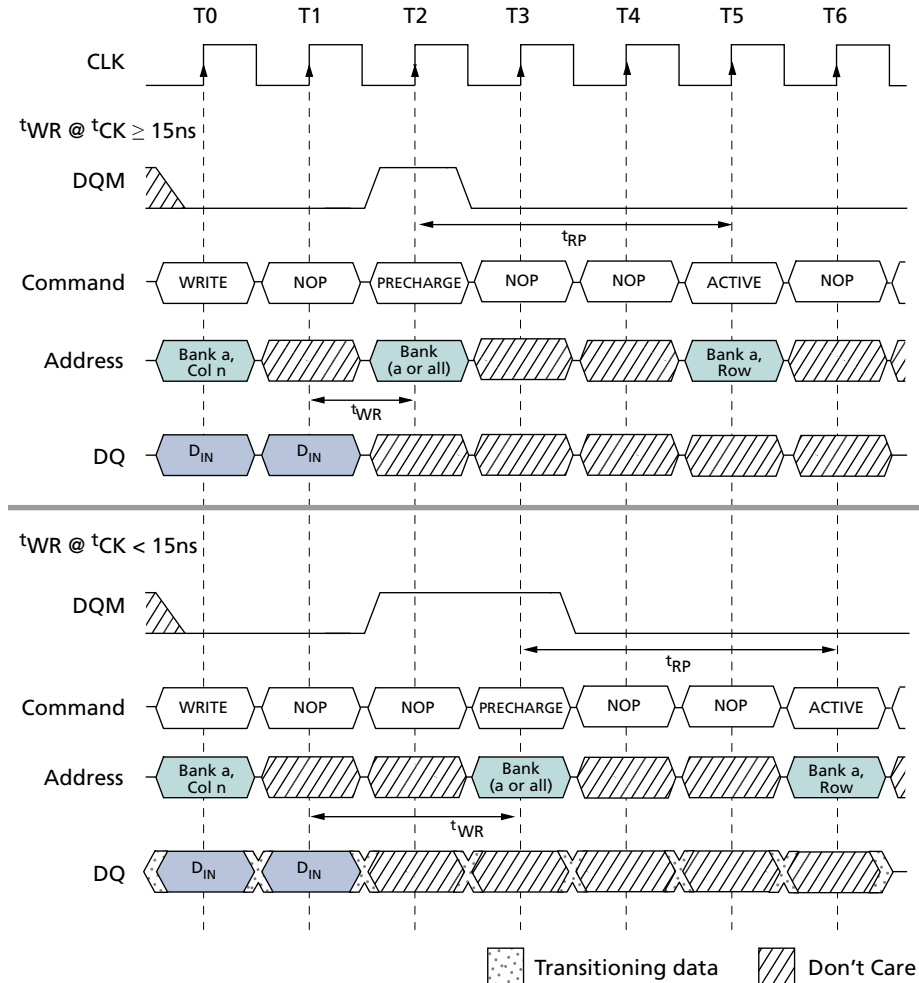 T0 T1 T2 T3 T4 T5 T6
CLK
tWR @ tCK ≥ 15ns
DQM
tRP
Command WRITE NOP PRECHARGE NOP NOP ACTIVE NOP
Address Bank a, Col n Bank (a or all) Bank a, Row
tWR
DQ DIN DIN
tWR @ tCK < 15ns
DQM
tRP
Command WRITE NOP NOP PRECHARGE NOP NOP ACTIVE
Address Bank a, Col n Bank (a or all) Bank a, Row
tWR
DQ DIN DIN
Transitioning data Don't Care